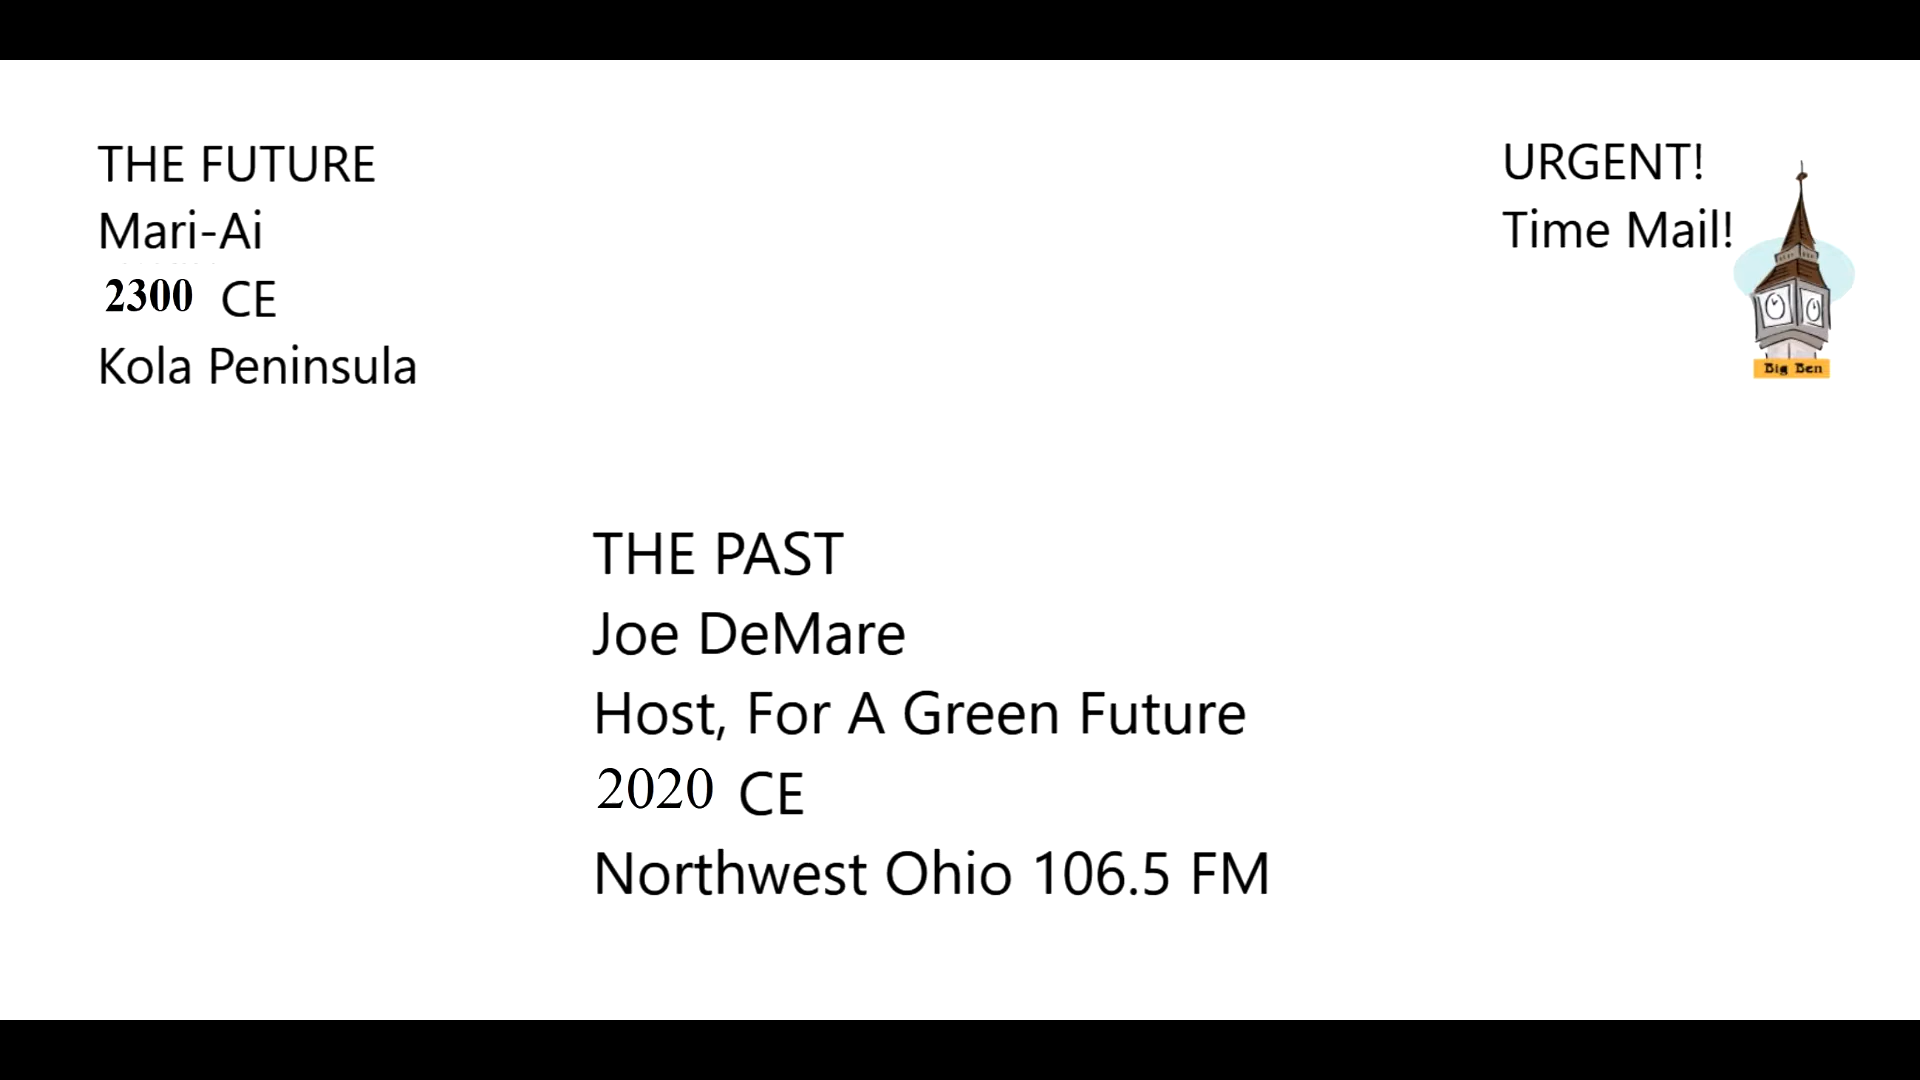 THE FUTURE
Mari-Ai
2300 CE
Kola Peninsula
URGENT!
Time Mail!
Big Ben
THE PAST
Joe DeMare
Host, For A Green Future
2020 CE
Northwest Ohio 106.5 FM